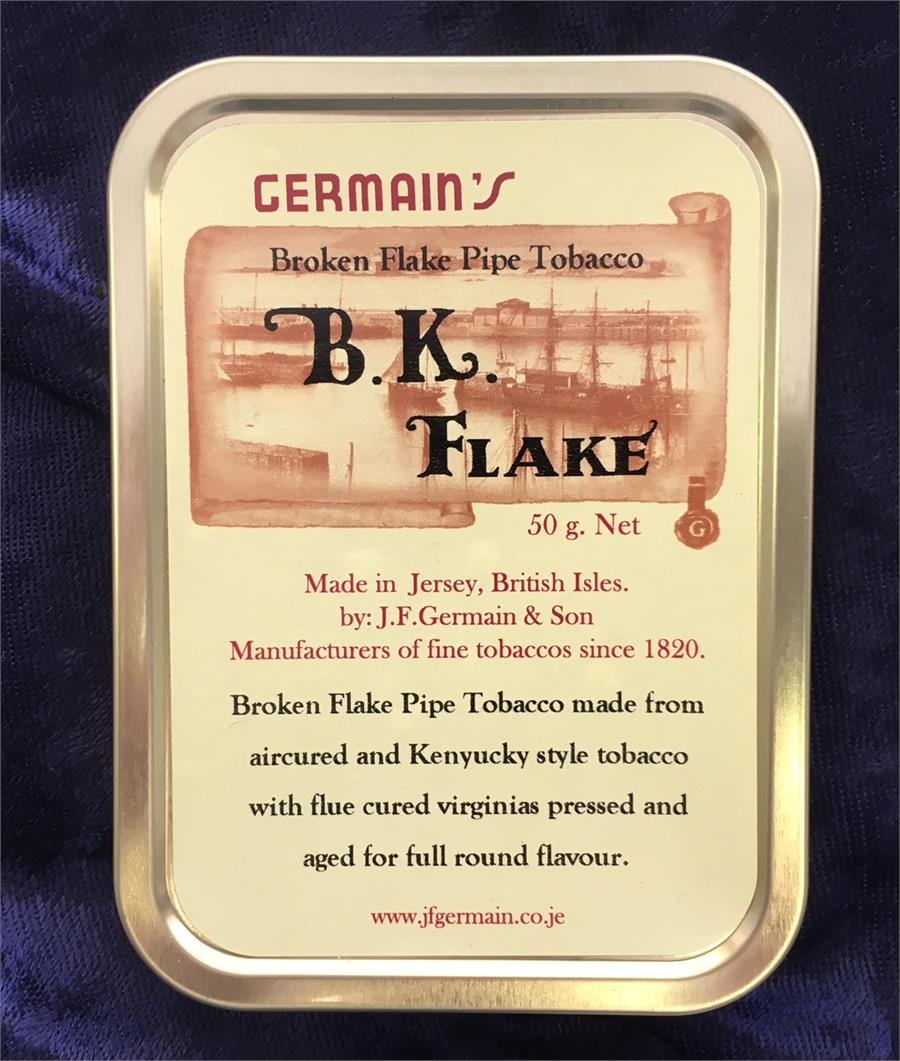 GERMAIN'S
Broken Flake Pipe Tobacco
B.K.
FLAKE
50 g. Net
G
Made in Jersey, British Isles.
by: J.F.Germain & Son
Manufacturers of fine tobaccos since 1820.
Broken Flake Pipe Tobacco made from
aircured and Kenyucky style tobacco
with flue cured virginias pressed and
aged for full round flavour.
www.jfgermain.co.je